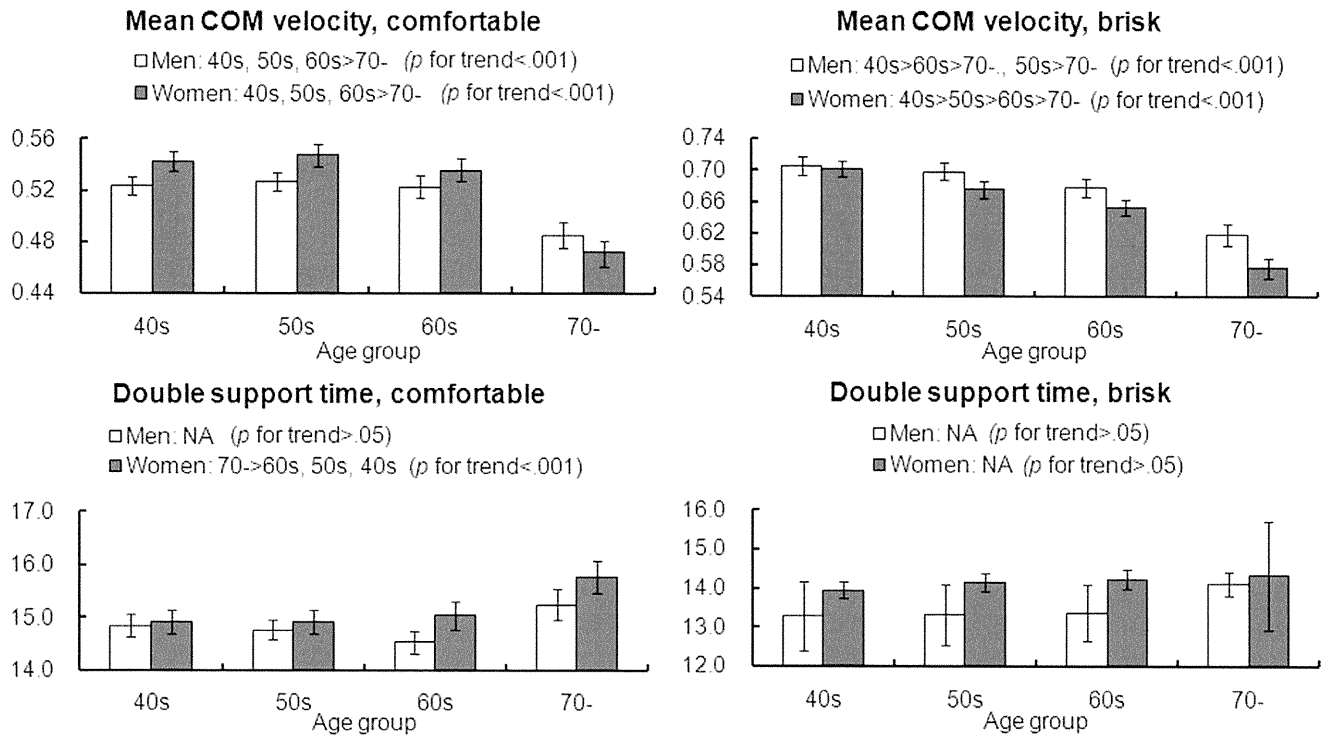 Mean COM velocity, comfortable
Men: 40s, 50s, 60s>70- (p for trend<.001)
Women: 40s, 50s, 60s>70- (p for trend<.001)
0.56
0.52
0.48
0.44
40s 50s 60s 70-
Age group
Mean COM velocity, brisk
Men: 40s>60s>70-., 50s>70- (p for trend<.001)
Women: 40s>50s>60s>70- (p for trend<.001)
0.74
0.70
0.66
0.62
0.58
0.54
40s 50s 60s 70-
Age group
Double support time, comfortable
Men: NA (p for trend>.05)
Women: 70->60s, 50s, 40s (p for trend<.001)
17.0
16.0
15.0
14.0
40s 50s 60s 70-
Age group
Double support time, brisk
Men: NA (p for trend>.05)
Women: NA (p for trend>.05)
16.0
15.0
14.0
13.0
12.0
40s 50s 60s 70-
Age group